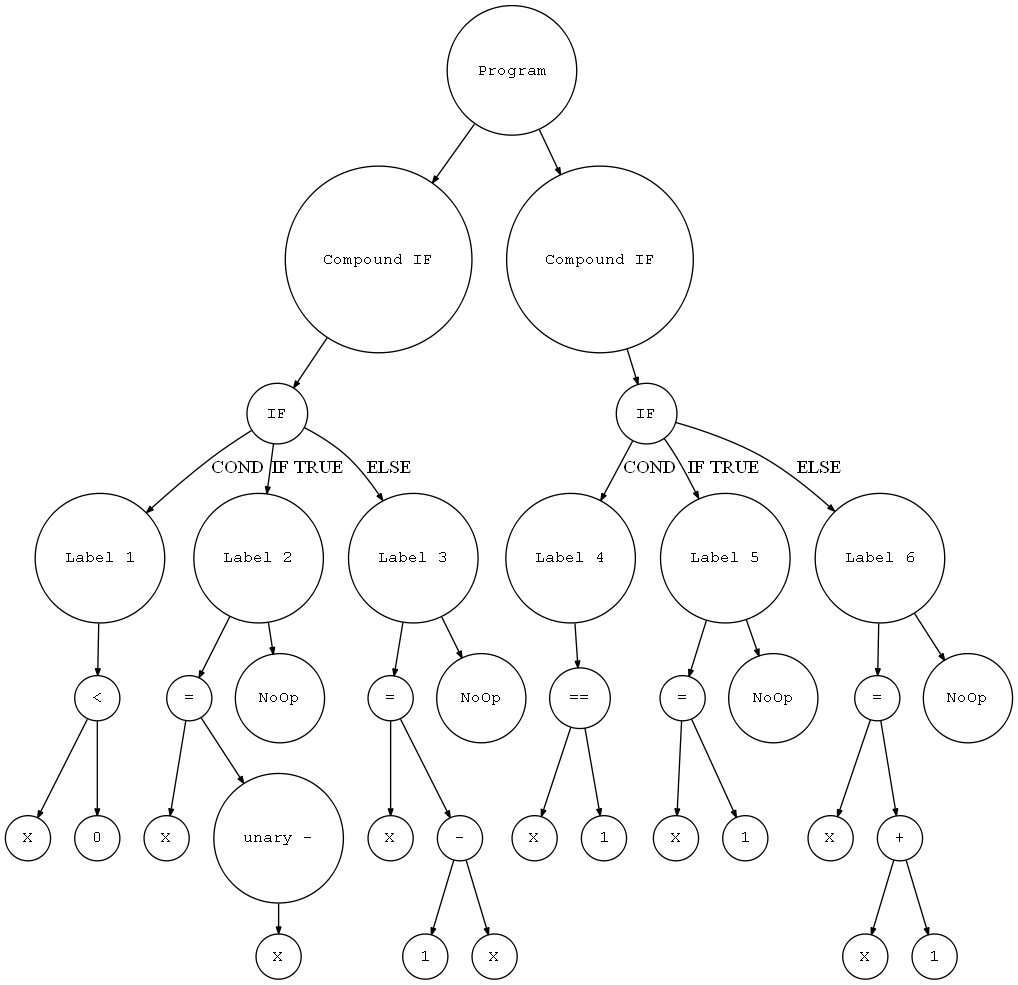 Program
Compound IF
Compound IF
IF
IF
COND
IF TRUE
ELSE
COND
IF TRUE
ELSE
Label 1
Label 2
Label 3
Label 4
Label 5
Label 6
<
=
NoOp
=
NoOp
==
=
NoOp
=
NoOp
X
0
X
unary -
X
-
X
1
X
1
X
+
X
1
X
X
1